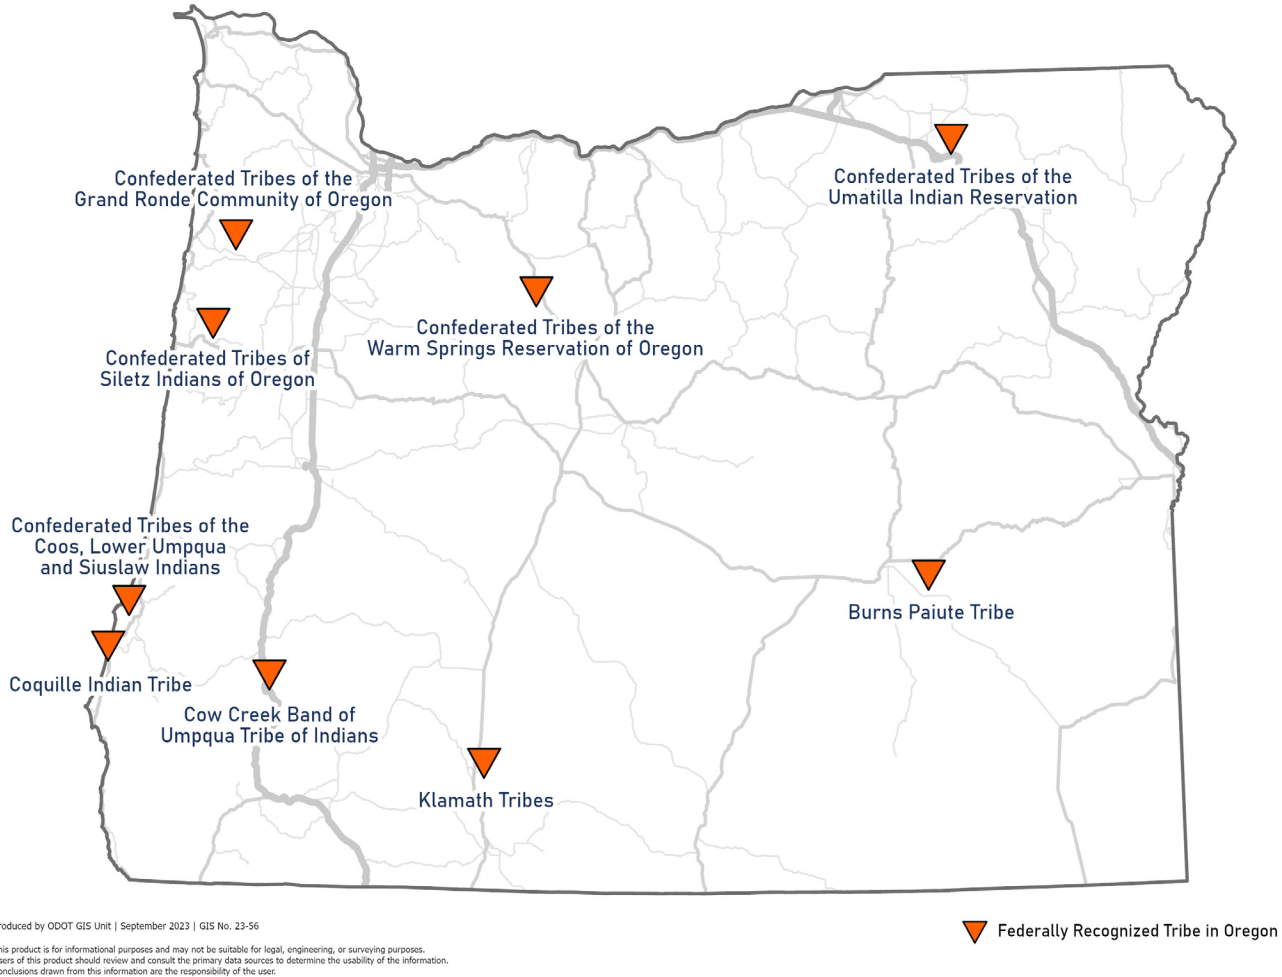 Confederated Tribes of the
Grand Ronde Community of Oregon
Confederated Tribes of the
Umatilla Indian Reservation
Confederated Tribes of the
Warm Springs Reservation of Oregon
Confederated Tribes of
Siletz Indians of Oregon
Confederated Tribes of the
Coos, Lower Umpqua
and Siuslaw Indians
Burns Paiute Tribe
Coquille Indian Tribe
Cow Creek Band of
Umpqua Tribe of Indians
Klamath Tribes
roduced by ODOT GIS Unit | September 2023 | GIS No. 23-56
Federally Recognized Tribe in Oregon
his product is for informational purposes and may not be suitable for legal, engineering, or surveying purposes.
sers of this product should review and consult the primary data sources to determine the usability of the information.
onclusions drawn from this information are the responsibility of the user.